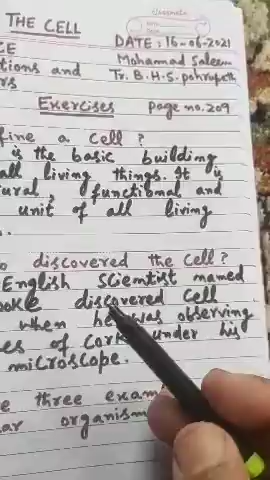 classmate
THE CELL
DATE: 16-06-2021
CE
Mohammad Saleem
tions and
Tr. B.H.S. Pohrupeth
rs
Exercises Page no. 209
fine a cell?
is the basic building
all living things. It is
ural, functional and
unit of all living
o discovered the cell?
English Scientist named
ooke discovered Cell
when he was observing
es of Cork under his
microscope.
e three exam
ar organism